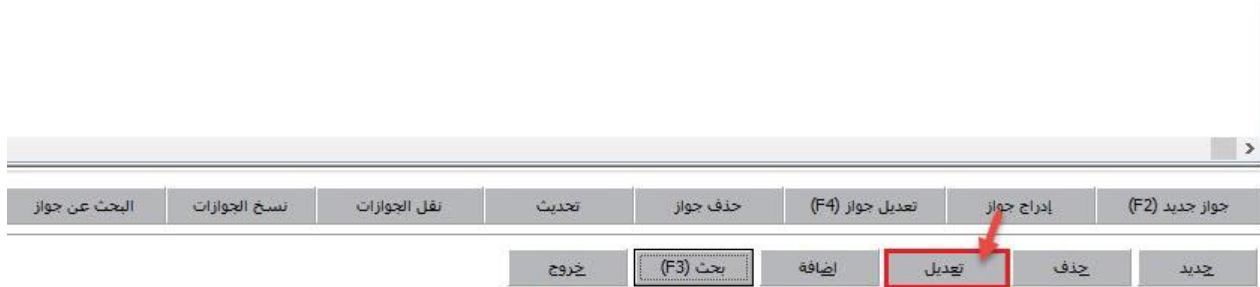 جواز جديد (F2) إدراج جواز تعديل جواز (F4) حذف جواز تحديث نقل الجوازات نسخ الجوازات البحث عن جواز
جديد حذف تعديل اضافة بحث (F3) خروج